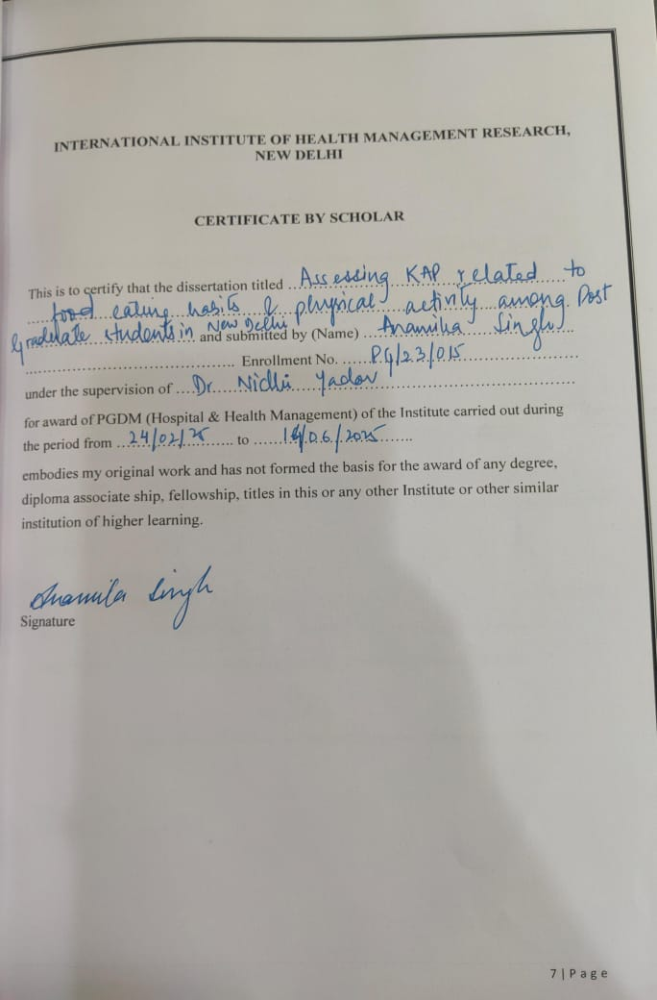 INTERNATIONAL INSTITUTE OF HEALTH MANAGEMENT RESEARCH,
NEW DELHI
CERTIFICATE BY SCHOLAR
This is to certify that the dissertation titled ...Assessing KAP related to
food eating habits & physical activity among Post
Graduate students in New Delhi and submitted by (Name) ...Anamika Singh
Enrollment No. ......PG/23/015
under the supervision of ....Dr. Nidhi Yadav
for award of PGDM (Hospital & Health Management) of the Institute carried out during
the period from ...24/02/25...... to ......./06/2025.......
embodies my original work and has not formed the basis for the award of any degree,
diploma associate ship, fellowship, titles in this or any other Institute or other similar
institution of higher learning.
Anamika Singh
Signature
7 | P a g e